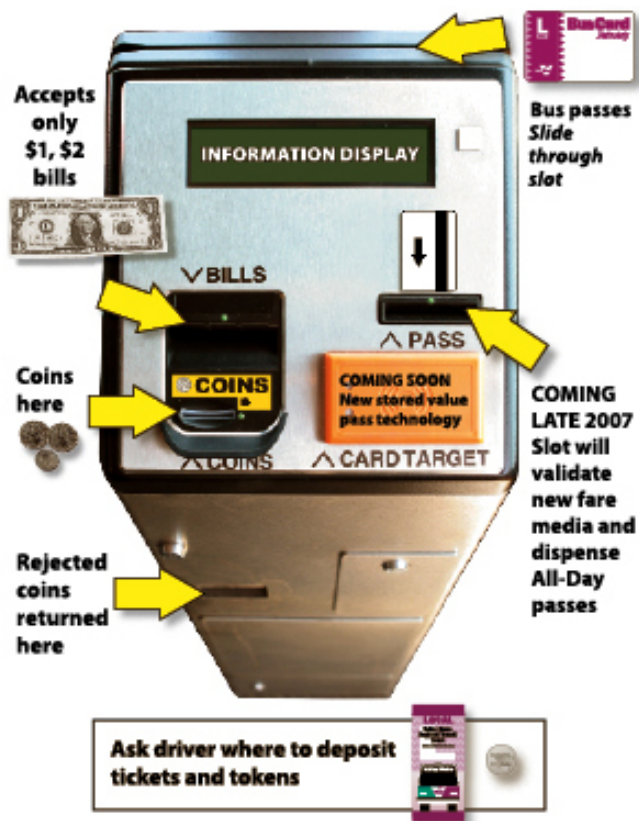 L
BusCard
January
Accepts
only
$1, $2
bills
Bus passes
Slide
through
slot
INFORMATION DISPLAY
BILLS
PASS
Coins
here
COINS
COMING SOON
New stored value
pass technology
COINS
CARD TARGET
COMING
LATE 2007
Slot will
validate
new fare
media and
dispense
All-Day
passes
Rejected
coins
returned
here
Ask driver where to deposit
tickets and tokens
LOCAL